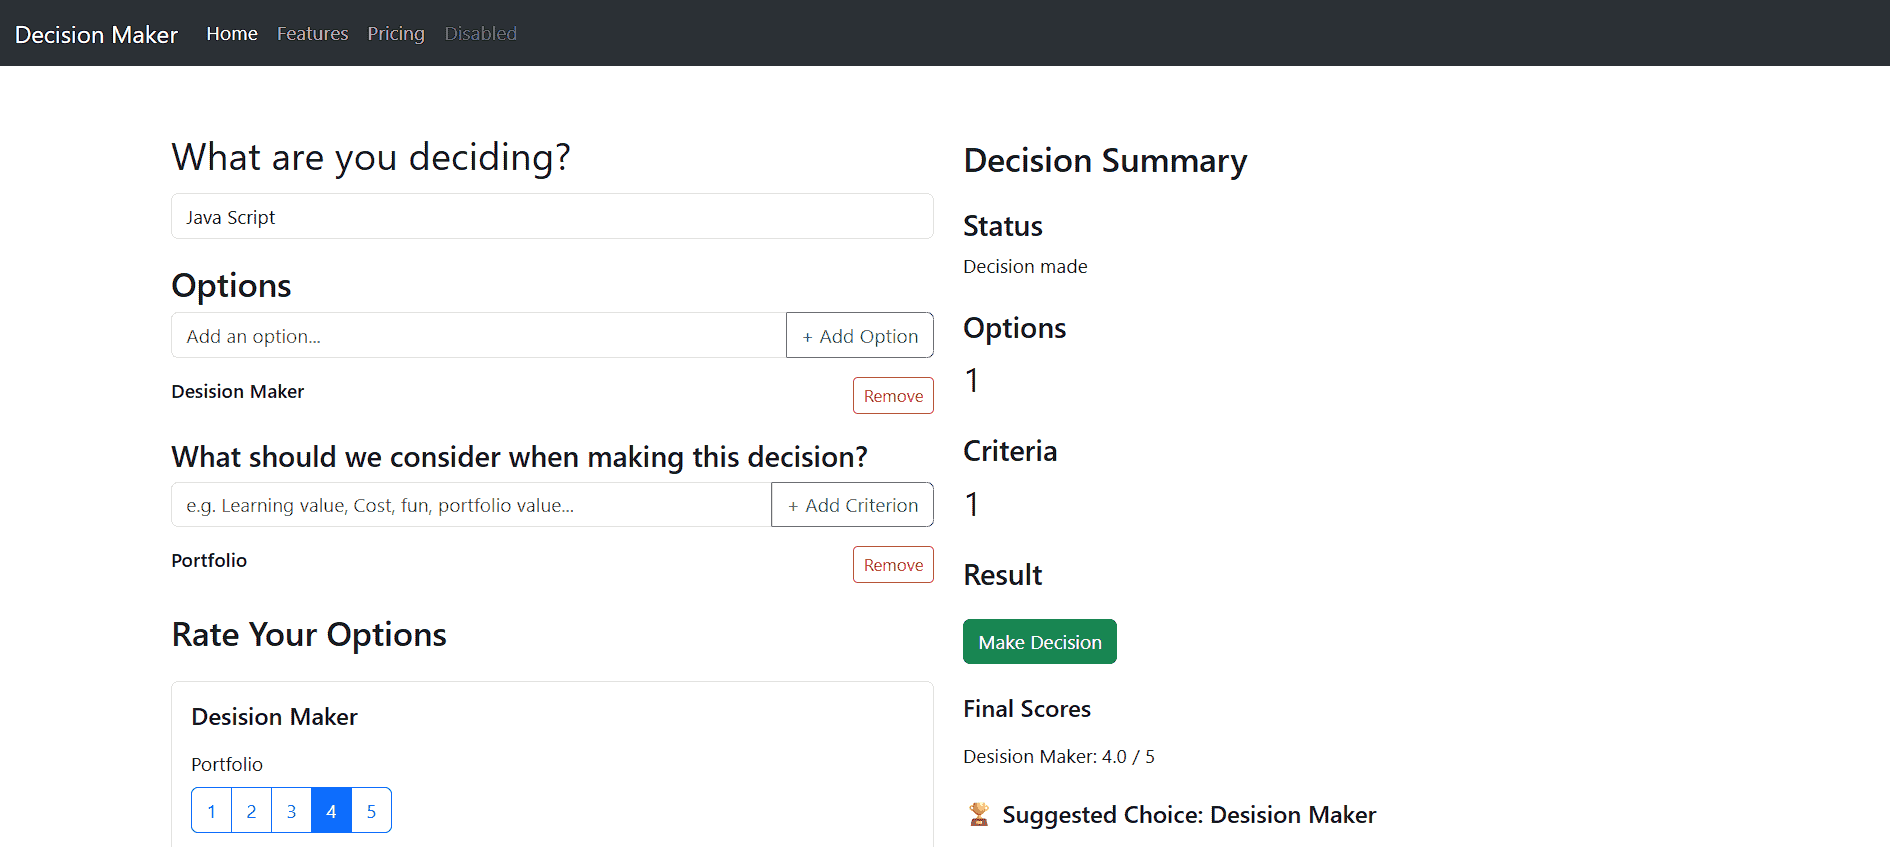 Decision Maker Home Features Pricing Disabled
What are you deciding?
Java Script
Options
Add an option... + Add Option
Desision Maker Remove
What should we consider when making this decision?
e.g. Learning value, Cost, fun, portfolio value... + Add Criterion
Portfolio Remove
Rate Your Options
Desision Maker
Portfolio
1 2 3 4 5
Decision Summary
Status
Decision made
Options
1
Criteria
1
Result
Make Decision
Final Scores
Desision Maker: 4.0 / 5
🏆 Suggested Choice: Desision Maker